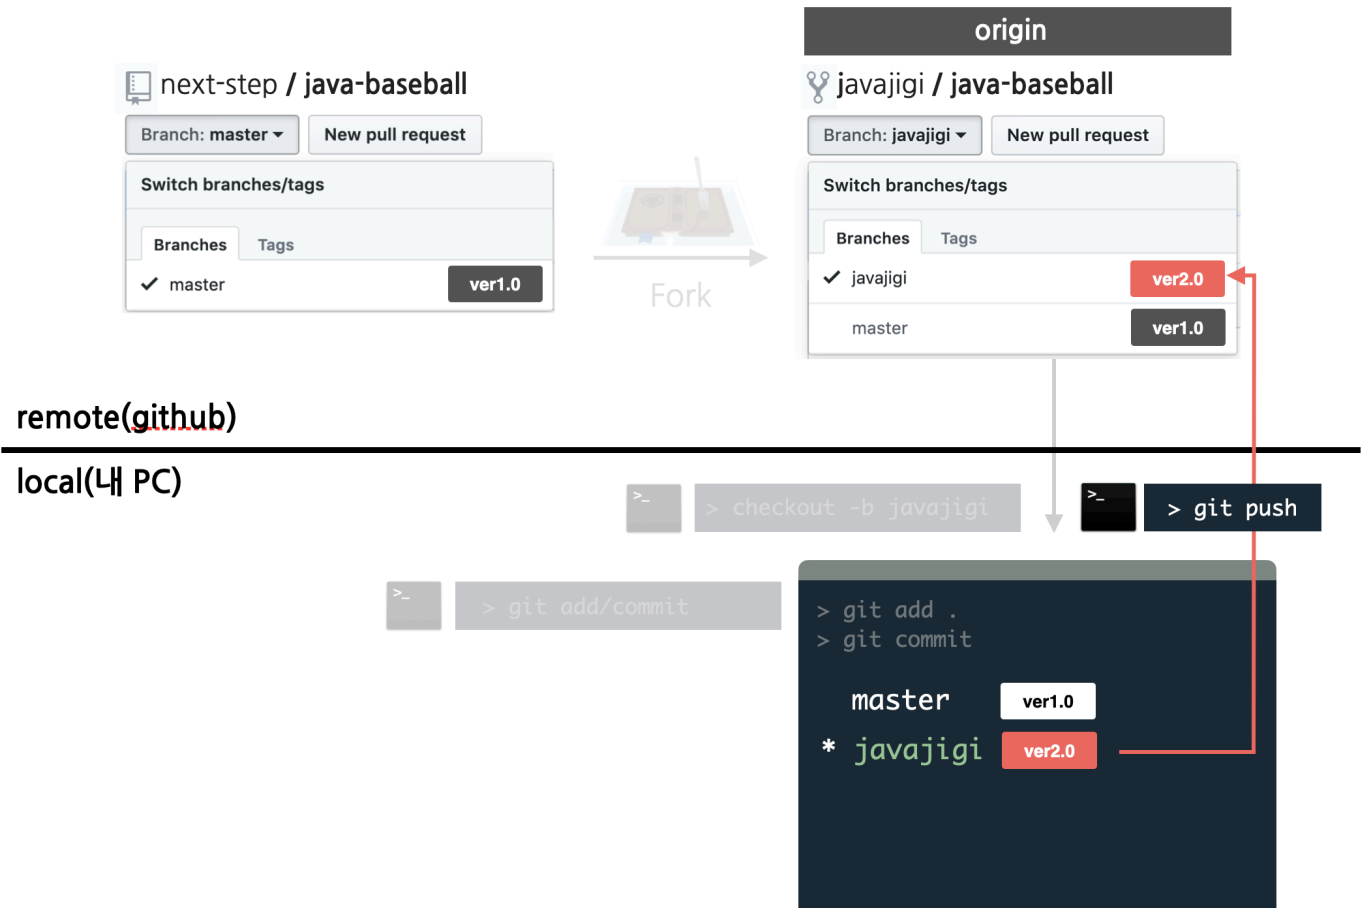 origin
next-step / java-baseball
Branch: master
New pull request
Switch branches/tags
Branches
Tags
master
ver1.0
Fork
javajigi / java-baseball
Branch: javajigi
New pull request
Switch branches/tags
Branches
Tags
javajigi
ver2.0
master
ver1.0
remote(github)
local(내 PC)
>_
> checkout -b javajigi
>_
> git push
>_
> git add/commit
> git add .
> git commit
master
ver1.0
* javajigi
ver2.0